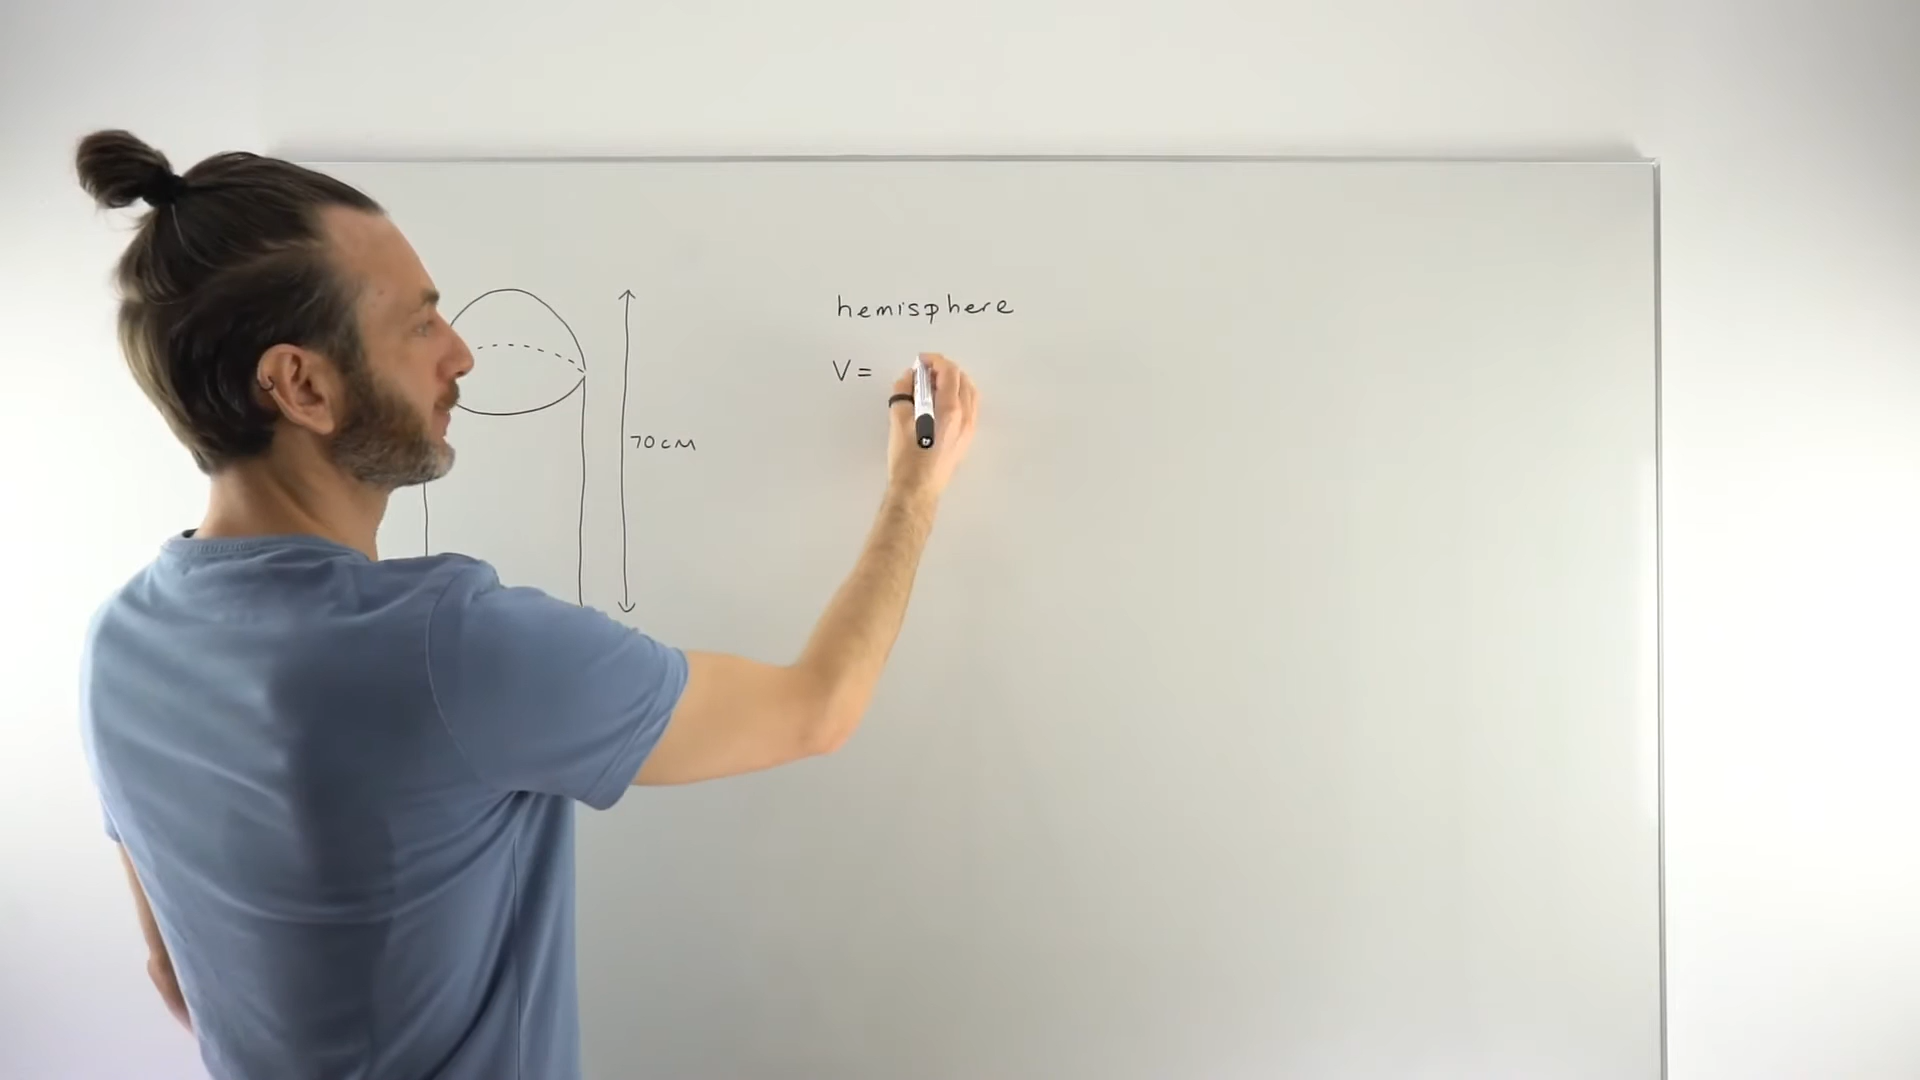 hemisphere
V =
70cm